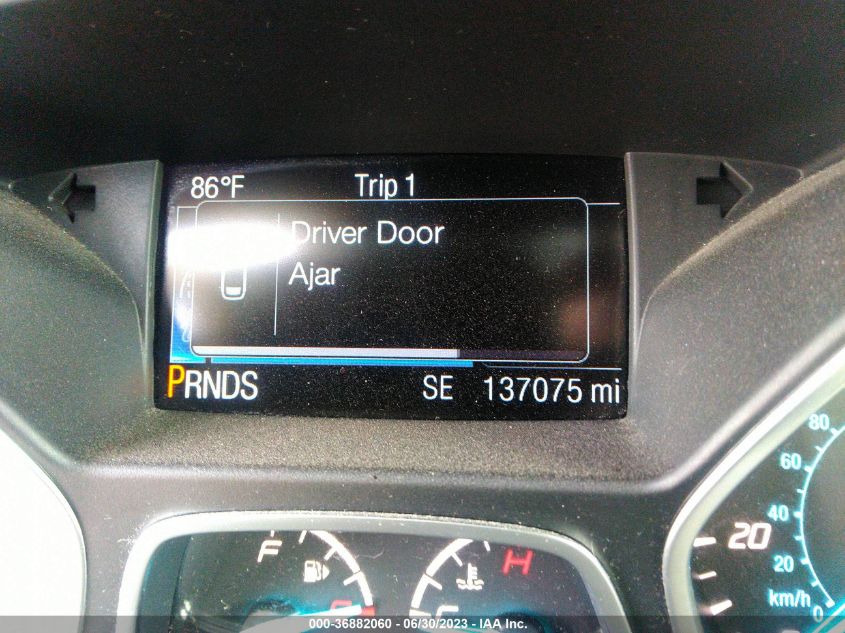 86°F Trip 1
Driver Door
Ajar
PRNDS SE 137075 mi
80
60
40
20
20
km/h 0
F H
C
000-36882060 - 06/30/2023 - IAA Inc.